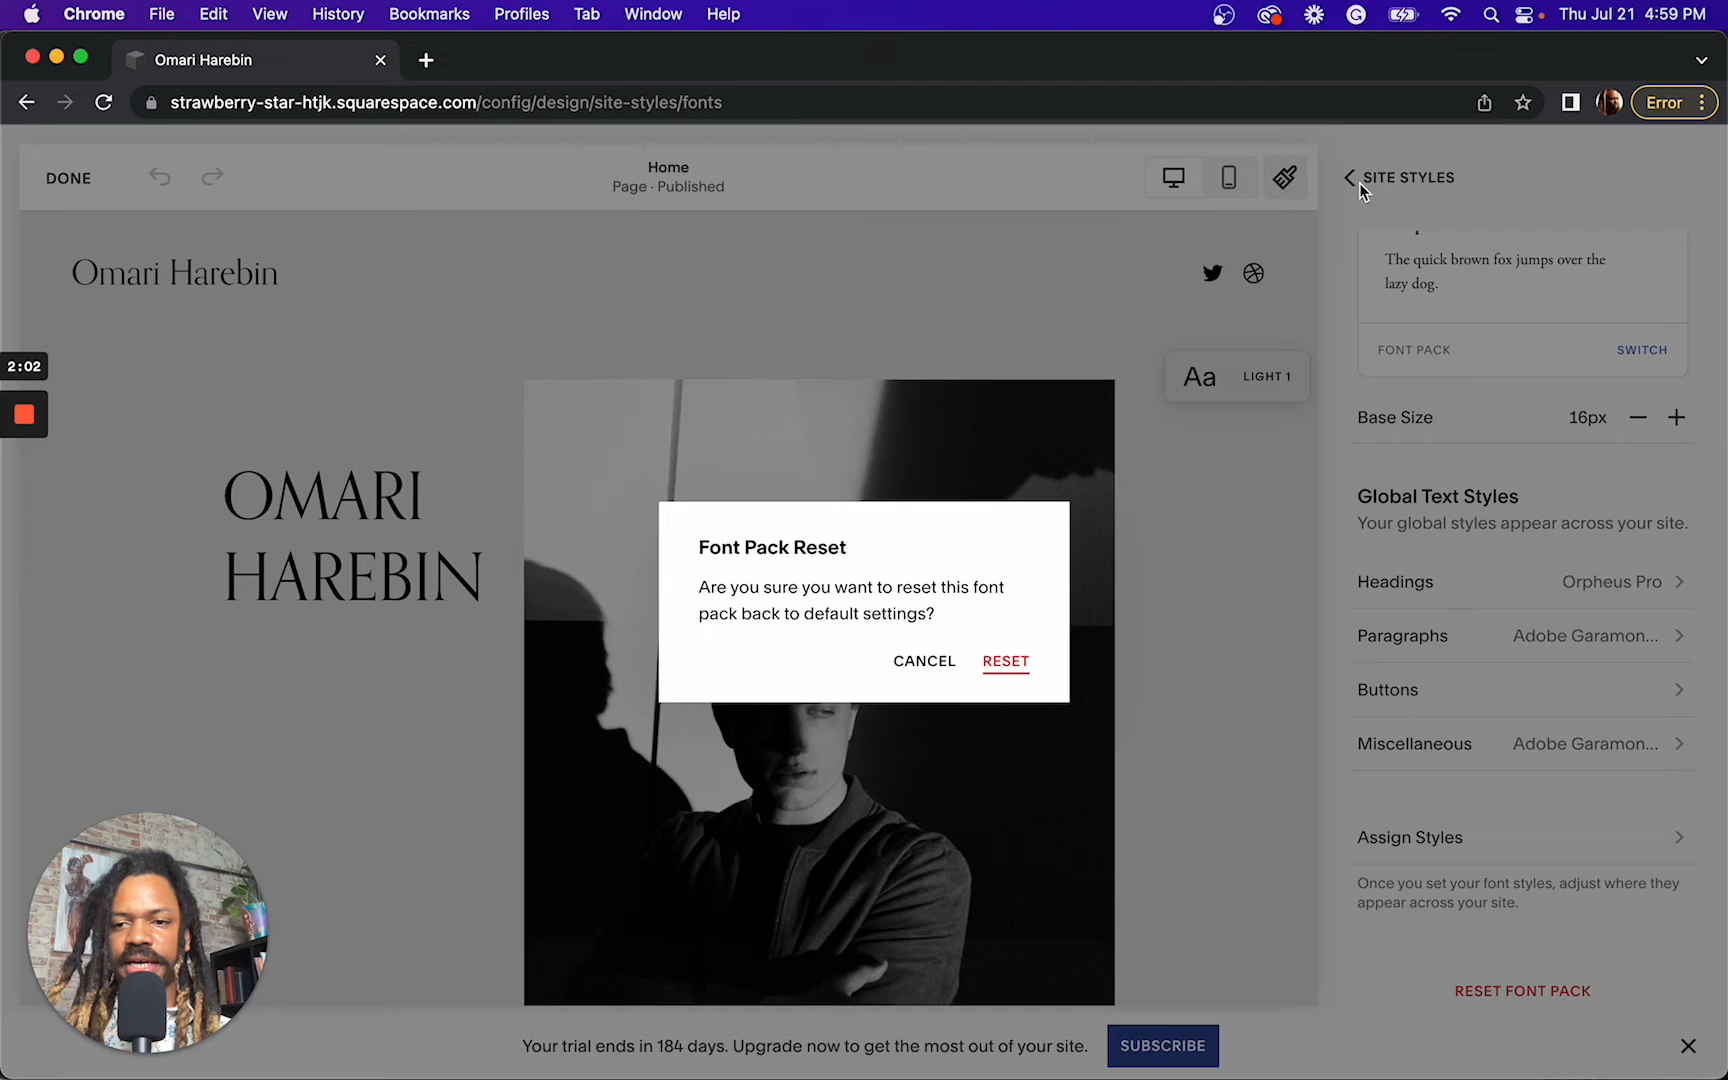 Chrome File Edit View History Bookmarks Profiles Tab Window Help Thu Jul 21 4:59 PM
Omari Harebin
strawberry-star-htjk.squarespace.com/config/design/site-styles/fonts
Error
DONE
Home
Page · Published
SITE STYLES
Omari Harebin
The quick brown fox jumps over the
lazy dog.
FONT PACK SWITCH
2:02
Aa LIGHT 1
Base Size 16px
OMARI
HAREBIN
Global Text Styles
Your global styles appear across your site.
Font Pack Reset
Are you sure you want to reset this font
pack back to default settings?
CANCEL RESET
Headings Orpheus Pro
Paragraphs Adobe Garamon...
Buttons
Miscellaneous Adobe Garamon...
Assign Styles
Once you set your font styles, adjust where they
appear across your site.
RESET FONT PACK
Your trial ends in 184 days. Upgrade now to get the most out of your site. SUBSCRIBE